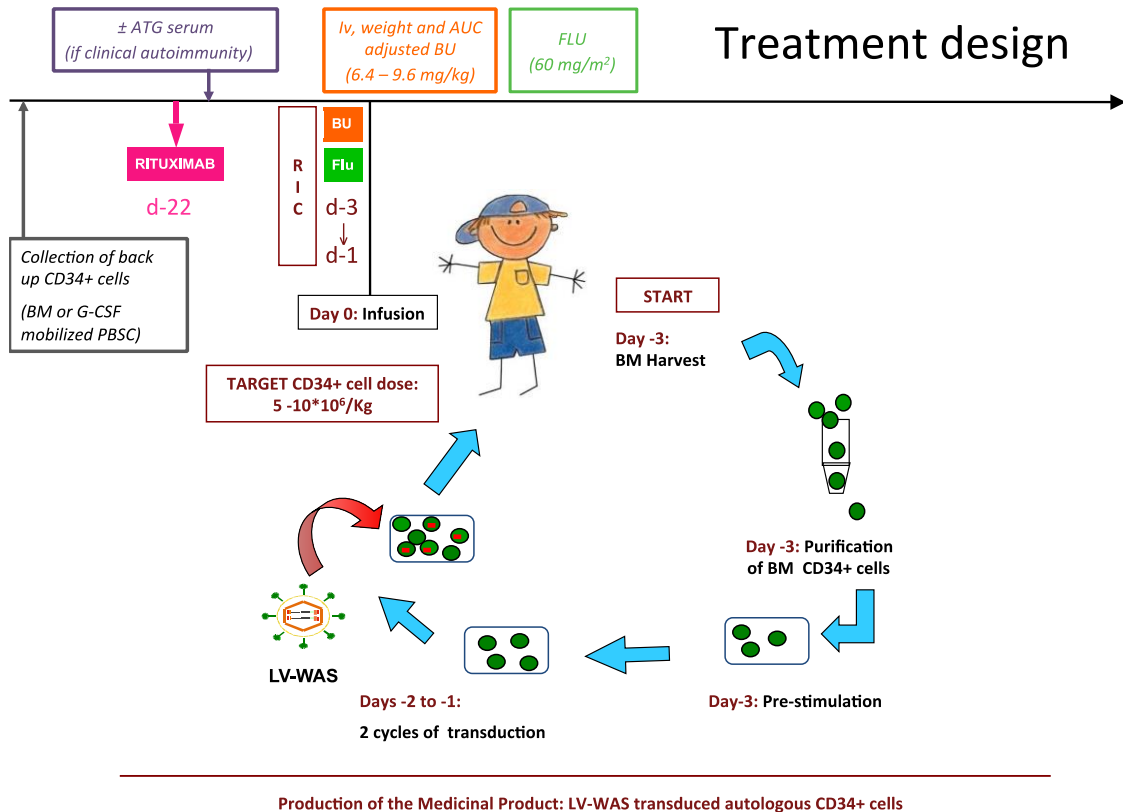 Treatment design
± ATG serum
(if clinical autoimmunity)
Iv, weight and AUC
adjusted BU
(6.4 – 9.6 mg/kg)
FLU
(60 mg/m²)
RITUXIMAB
d-22
R
I
C
BU
Flu
d-3
d-1
Collection of back
up CD34+ cells
(BM or G-CSF
mobilized PBSC)
Day 0: Infusion
TARGET CD34+ cell dose:
5 -10*10⁶/Kg
START
Day -3:
BM Harvest
Day -3: Purification
of BM CD34+ cells
Day-3: Pre-stimulation
Days -2 to -1:
2 cycles of transduction
LV-WAS
Production of the Medicinal Product: LV-WAS transduced autologous CD34+ cells